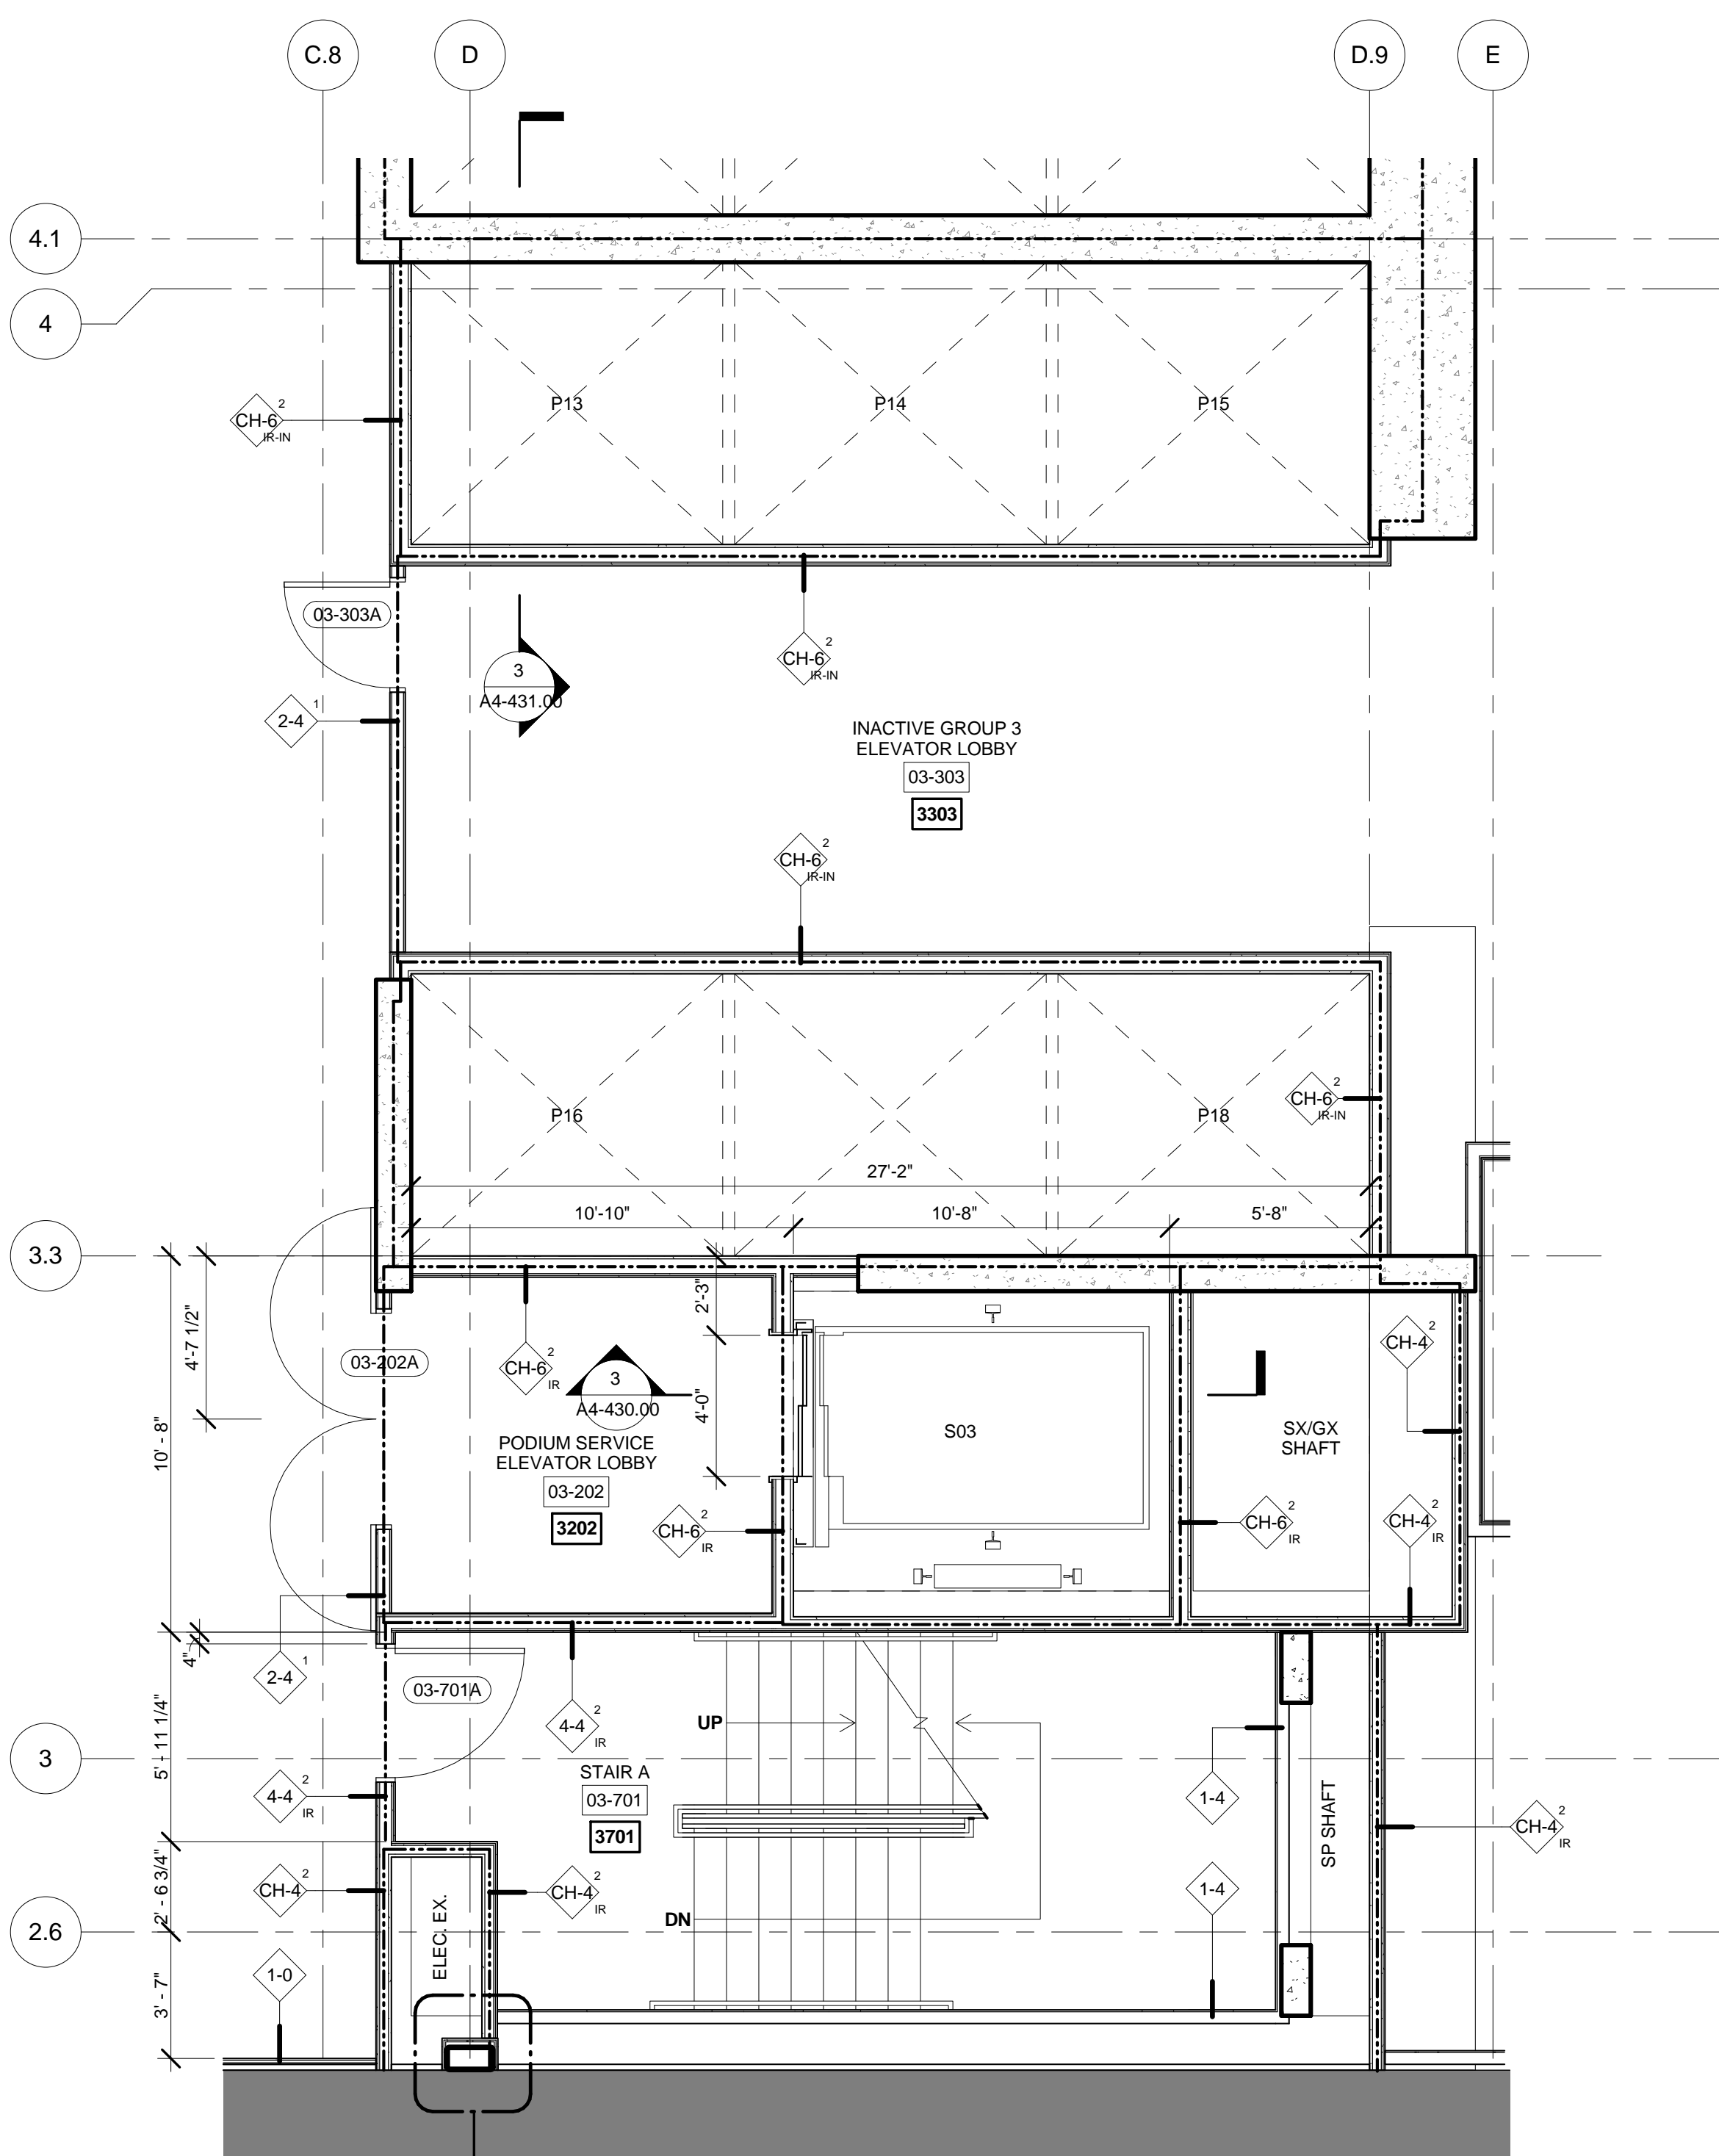 C.8
D
D.9
E
4.1
4
P13
P14
P15
CH-6
2
IR-IN
03-303A
3
A4-431.00
CH-6
2
IR-IN
2-4
1
INACTIVE GROUP 3
ELEVATOR LOBBY
03-303
3303
CH-6
2
IR-IN
P16
P18
CH-6
2
IR-IN
27'-2"
10'-10"
10'-8"
5'-8"
3.3
2'-3"
4'-7 1/2"
10' - 8"
03-202A
CH-6
2
IR
3
A4-430.00
4'-0"
PODIUM SERVICE
ELEVATOR LOBBY
03-202
3202
CH-6
2
IR
S03
SX/GX
SHAFT
CH-4
2
CH-6
2
IR
CH-4
2
IR
2-4
1
4"
03-701A
4-4
2
IR
UP
5' - 11 1/4"
3
STAIR A
03-701
3701
4-4
2
IR
1-4
SP SHAFT
CH-4
2
IR
2' - 6 3/4"
CH-4
2
CH-4
2
IR
1-4
DN
ELEC. EX.
2.6
1-0
3' - 7"